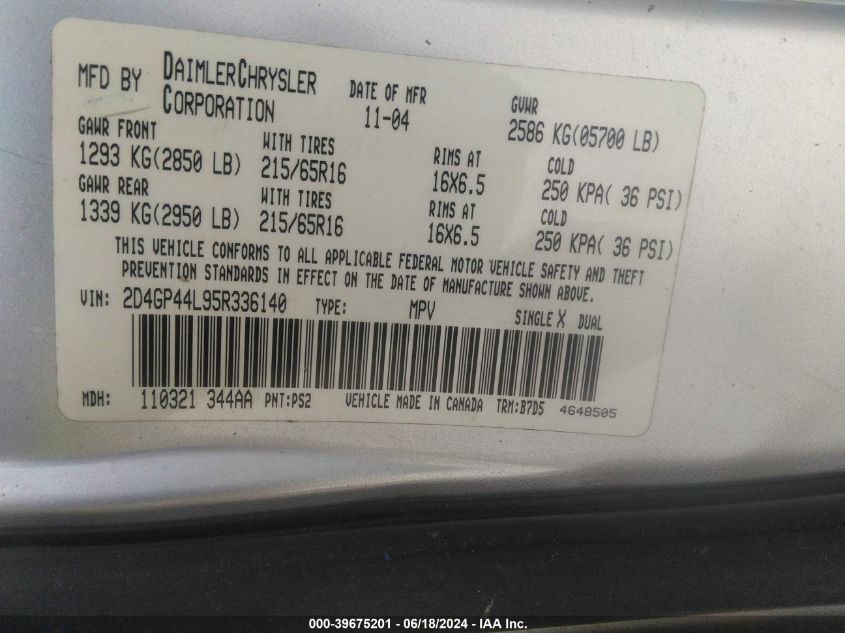 MFD BY DAIMLERCHRYSLER CORPORATION DATE OF MFR 11-04 GVWR 2586 KG(05700 LB)
GAWR FRONT WITH TIRES RIMS AT COLD
1293 KG(2850 LB) 215/65R16 16X6.5 250 KPA( 36 PSI)
GAWR REAR WITH TIRES RIMS AT COLD
1339 KG(2950 LB) 215/65R16 16X6.5 250 KPA( 36 PSI)
THIS VEHICLE CONFORMS TO ALL APPLICABLE FEDERAL MOTOR VEHICLE SAFETY AND THEFT
PREVENTION STANDARDS IN EFFECT ON THE DATE OF MANUFACTURE SHOWN ABOVE.
VIN: 2D4GP44L95R336140 TYPE: MPV SINGLE X DUAL
MDH: 110321 344AA PNT:PS2 VEHICLE MADE IN CANADA TRM:B7D5 4648505
000-39675201 - 06/18/2024 - IAA Inc.